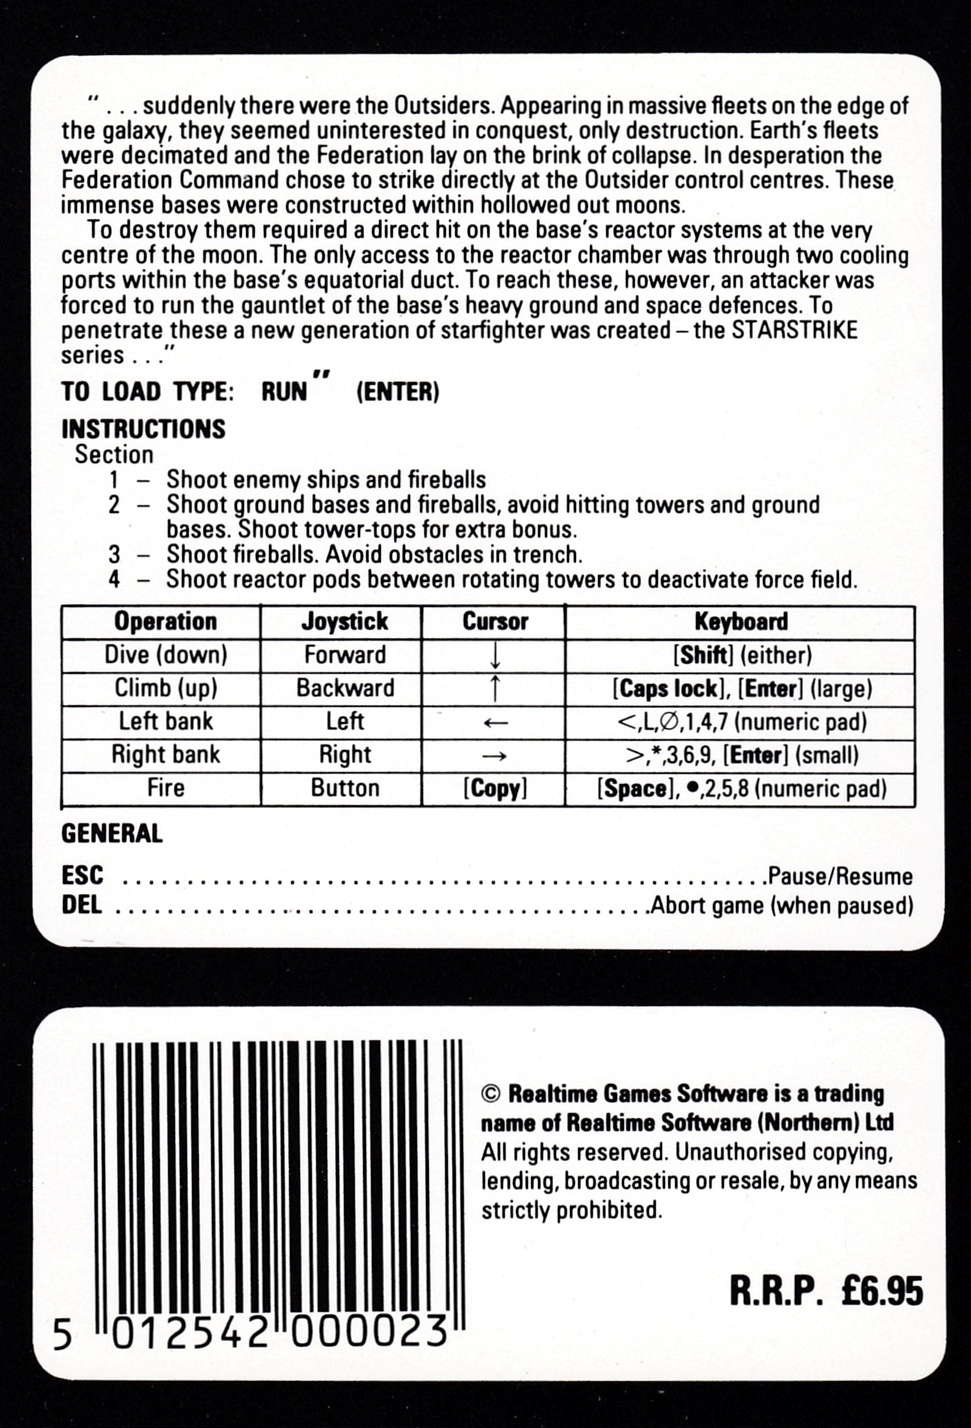 “ . . . suddenly there were the Outsiders. Appearing in massive fleets on the edge of
the galaxy, they seemed uninterested in conquest, only destruction. Earth’s fleets
were decimated and the Federation lay on the brink of collapse. In desperation the
Federation Command chose to strike directly at the Outsider control centres. These
immense bases were constructed within hollowed out moons.
To destroy them required a direct hit on the base’s reactor systems at the very
centre of the moon. The only access to the reactor chamber was through two cooling
ports within the base’s equatorial duct. To reach these, however, an attacker was
forced to run the gauntlet of the base’s heavy ground and space defences. To
penetrate these a new generation of starfighter was created – the STARSTRIKE
series . . .”
TO LOAD TYPE: RUN” (ENTER)
INSTRUCTIONS
Section
1 – Shoot enemy ships and fireballs
2 – Shoot ground bases and fireballs, avoid hitting towers and ground
bases. Shoot tower-tops for extra bonus.
3 – Shoot fireballs. Avoid obstacles in trench.
4 – Shoot reactor pods between rotating towers to deactivate force field.
Operation Joystick Cursor Keyboard
Dive (down) Forward ↓ [Shift] (either)
Climb (up) Backward ↑ [Caps lock], [Enter] (large)
Left bank Left ← <,L,∅,1,4,7 (numeric pad)
Right bank Right → >,*,3,6,9, [Enter] (small)
Fire Button [Copy] [Space], ●,2,5,8 (numeric pad)
GENERAL
ESC . . . . . . . . . . . . . . . . . . . . . . . . . . . . . . . . . . . . . . . . . . . . . . . . . .Pause/Resume
DEL . . . . . . . . . . . . . . . . . . . . . . . . . . . . . . . . . . . . . . . . .Abort game (when paused)
© Realtime Games Software is a trading
name of Realtime Software (Northern) Ltd
All rights reserved. Unauthorised copying,
lending, broadcasting or resale, by any means
strictly prohibited.
R.R.P. £6.95
5 012542 000023